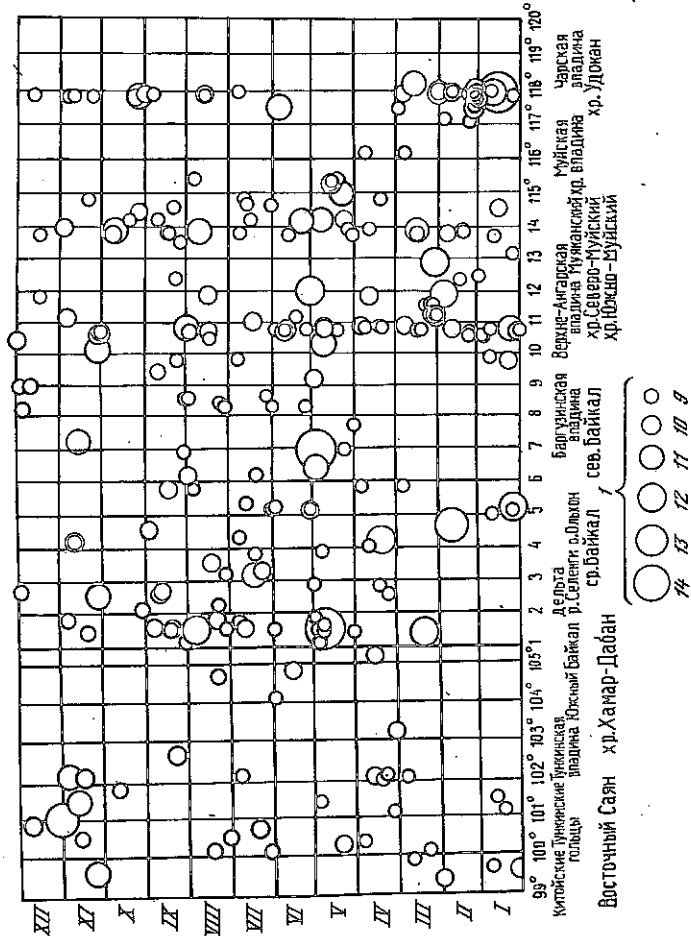 XII
XI
X
IX
VIII
VII
VI
V
IV
III
II
I
99° 100° 101° 102° 103° 104° 105° 1 2 3 4 5 6 7 8 9 10 11 12 13 14 115° 116° 117° 118° 119° 120°
Китойские гольцы
Тункинские
Тункинская впадина
Южный Байкал
Дельта р.Селенги
о.Ольхон
ср.Байкал
Баргузинская впадина
сев.Байкал
Верхне-Ангарская впадина
Муяканский хр.
хр.Северо-Муйский
хр.Южно-Муйский
Муйская впадина
Чарская впадина
хр.Удокан
Восточный Саян хр.Хамар-Дабан
1
14 13 12 11 10 9